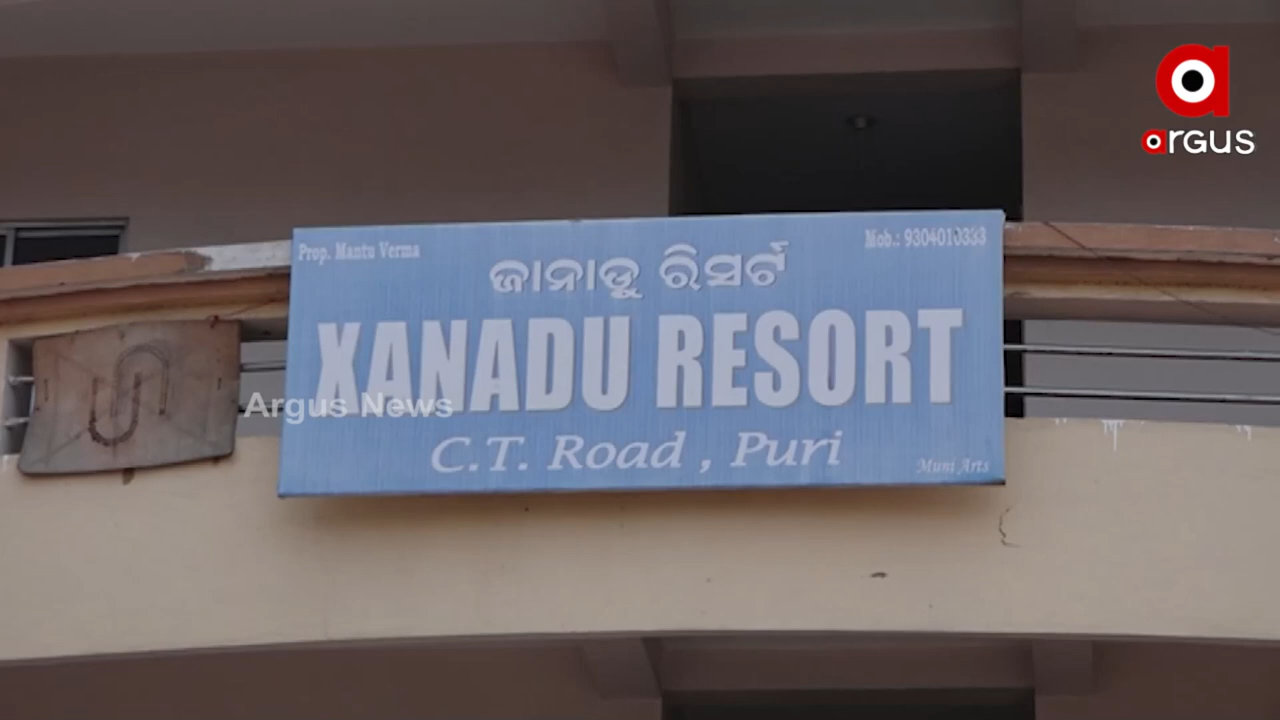 argus
Prop. Mantu Verma
Mob.: 9304010333
ଜାନାଡୁ ରିସର୍ଟ
XANADU RESORT
Argus News
C.T. Road , Puri
Muni Arts